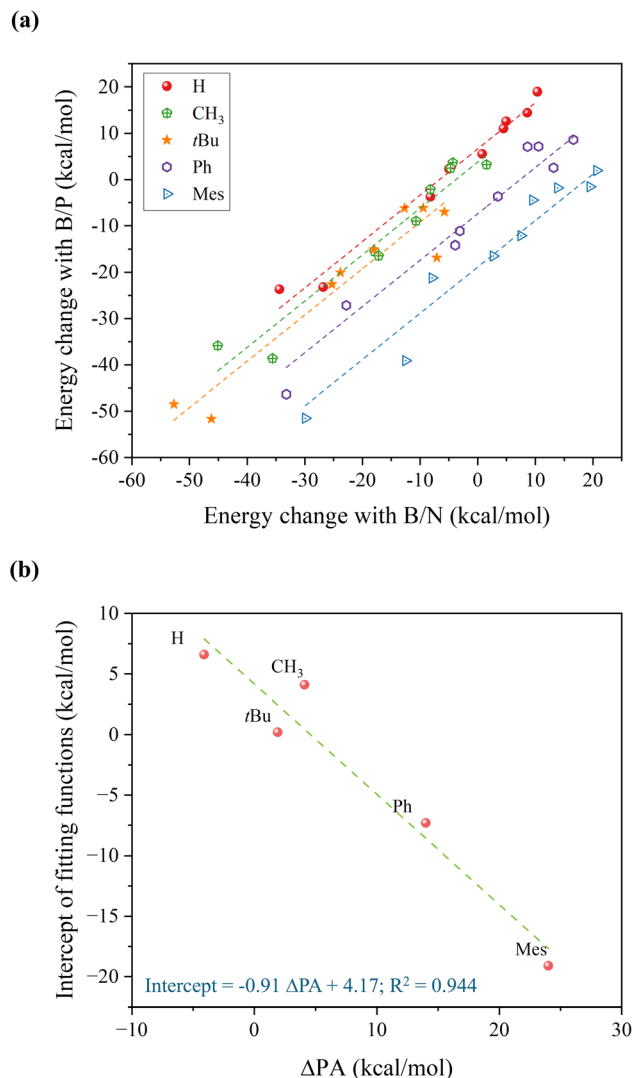 (a)
Energy change with B/P (kcal/mol)
20
10
0
-10
-20
-30
-40
-50
-60
H
CH3
tBu
Ph
Mes
-60 -50 -40 -30 -20 -10 0 10 20
Energy change with B/N (kcal/mol)
(b)
Intercept of fitting functions (kcal/mol)
10
5
0
−5
−10
−15
−20
H
CH3
tBu
Ph
Mes
Intercept = -0.91 ΔPA + 4.17; R² = 0.944
−10 0 10 20 30
ΔPA (kcal/mol)